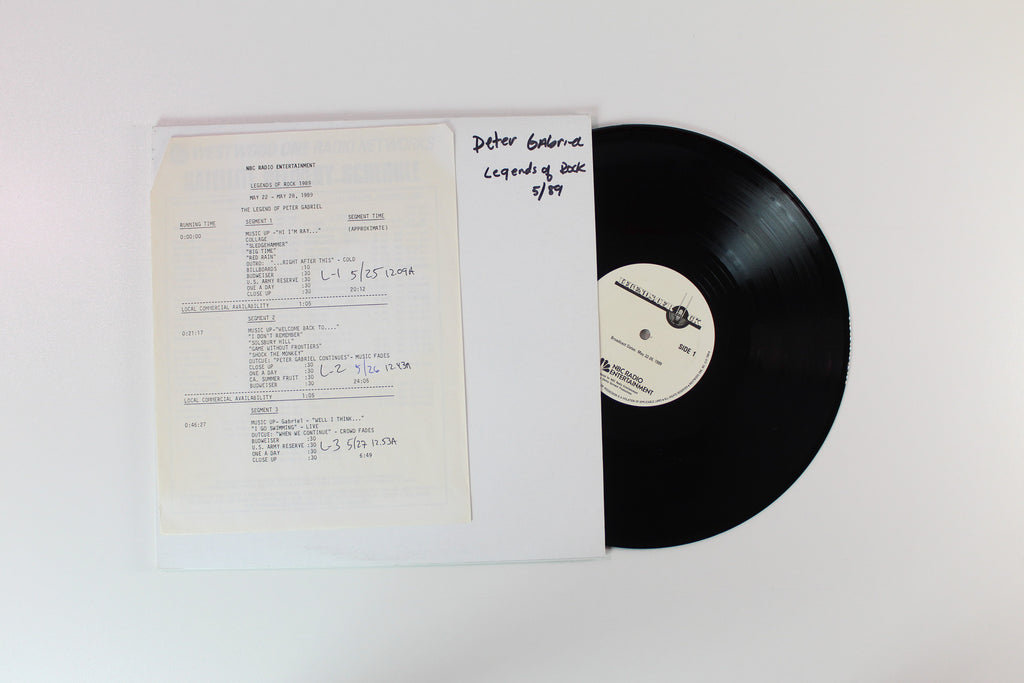 WESTWOOD ONE RADIO NETWORKS
NBC RADIO ENTERTAINMENT
LEGENDS OF ROCK 1989
MAY 22 - MAY 28, 1989
THE LEGEND OF PETER GABRIEL
RUNNING TIME SEGMENT 1 SEGMENT TIME
(APPROXIMATE)
0:00:00 MUSIC UP -"HI I'M RAY..."
COLLAGE
"SLEDGEHAMMER"
"BIG TIME"
"RED RAIN"
OUTRO: "...RIGHT AFTER THIS" - COLD
BILLBOARDS :10
BUDWEISER :30
U.S. ARMY RESERVE :30
ONE A DAY :30
CLOSE UP :30 20:12
L-1 5/25 12.09A
LOCAL COMMERCIAL AVAILABILITY 1:05
SEGMENT 2
0:21:17 MUSIC UP-"WELCOME BACK TO...."
"I DON'T REMEMBER"
"SOLSBURY HILL"
"GAME WITHOUT FRONTIERS"
"SHOCK THE MONKEY"
OUTCUE: "PETER GABRIEL CONTINUES"- MUSIC FADES
CLOSE UP :30
ONE A DAY :30
CA. SUMMER FRUIT :30
BUDWEISER :30 24:05
L-2 5/26 12.43A
LOCAL COMMERCIAL AVAILABILITY 1:05
SEGMENT 3
0:46:27 MUSIC UP- Gabriel - "WELL I THINK..."
"I GO SWIMMING" - LIVE
OUTCUE: "WHEN WE CONTINUE" - CROWD FADES
BUDWEISER :30
U.S. ARMY RESERVE :30
ONE A DAY :30
CLOSE UP :30 6:49
L-3 5/27 12.53A
Peter Gabriel
Legends of Rock
5/89
Broadcast Dates: May 22-28, 1989
SIDE 1
NBC RADIO
ENTERTAINMENT